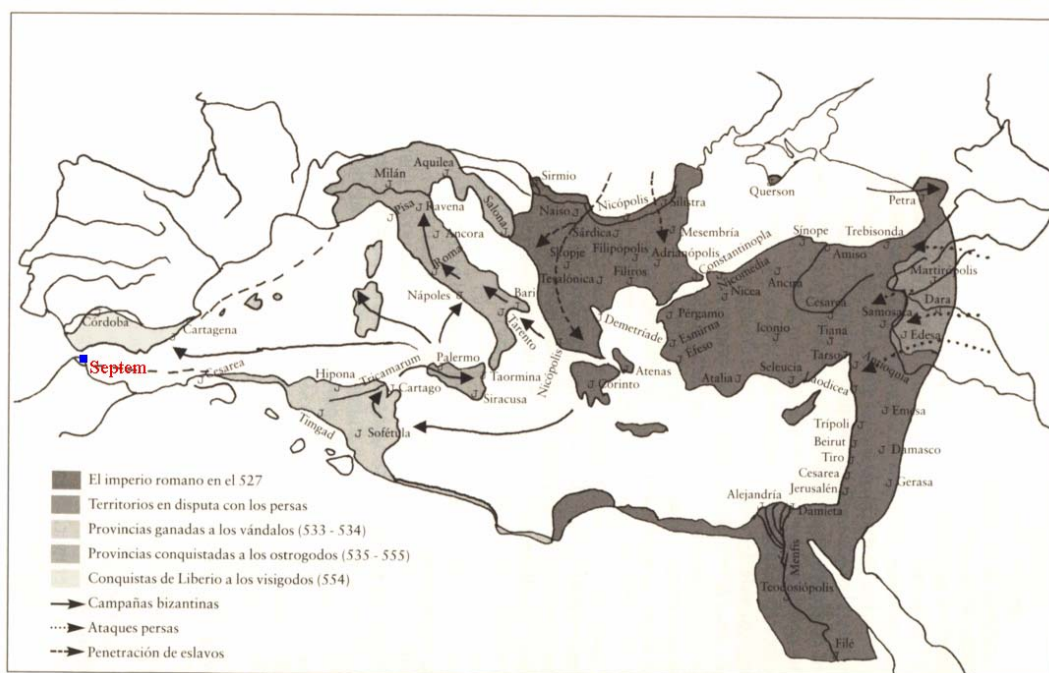 Aquilea
Milán
Pisa
Ravena
Ancora
Salona
Roma
Nápoles
Bari
Tarento
Palermo
Taormina
Siracusa
Sirmio
Naiso
Nicópolis
Silistra
Sárdica
Mesembria
Skopje
Filipópolis
Adrianópolis
Tesalónica
Filiros
Constantinopla
Nicomedia
Nicea
Demetríade
Nicópolis
Atenas
Corinto
Querson
Petra
Sínope
Trebisonda
Amiso
Ancira
Martirópolis
Cesarea
Dara
Samosata
Pérgamo
Esmirna
Efeso
Iconio
Tiana
Edesa
Tarso
Atalia
Seleucia
Antioquia
Laodicea
Emesa
Trípoli
Beirut
Damasco
Tiro
Cesarea
Gerasa
Jerusalén
Alejandría
Damieta
Menfis
Teodosiópolis
Filé
Córdoba
Cartagena
Septem
Cesarea
Hipona
Tricamarum
Cartago
Timgad
Sofétula
El imperio romano en el 527
Territorios en disputa con los persas
Provincias ganadas a los vándalos (533 - 534)
Provincias conquistadas a los ostrogodos (535 - 555)
Conquistas de Liberio a los visigodos (554)
Campañas bizantinas
Ataques persas
Penetración de eslavos